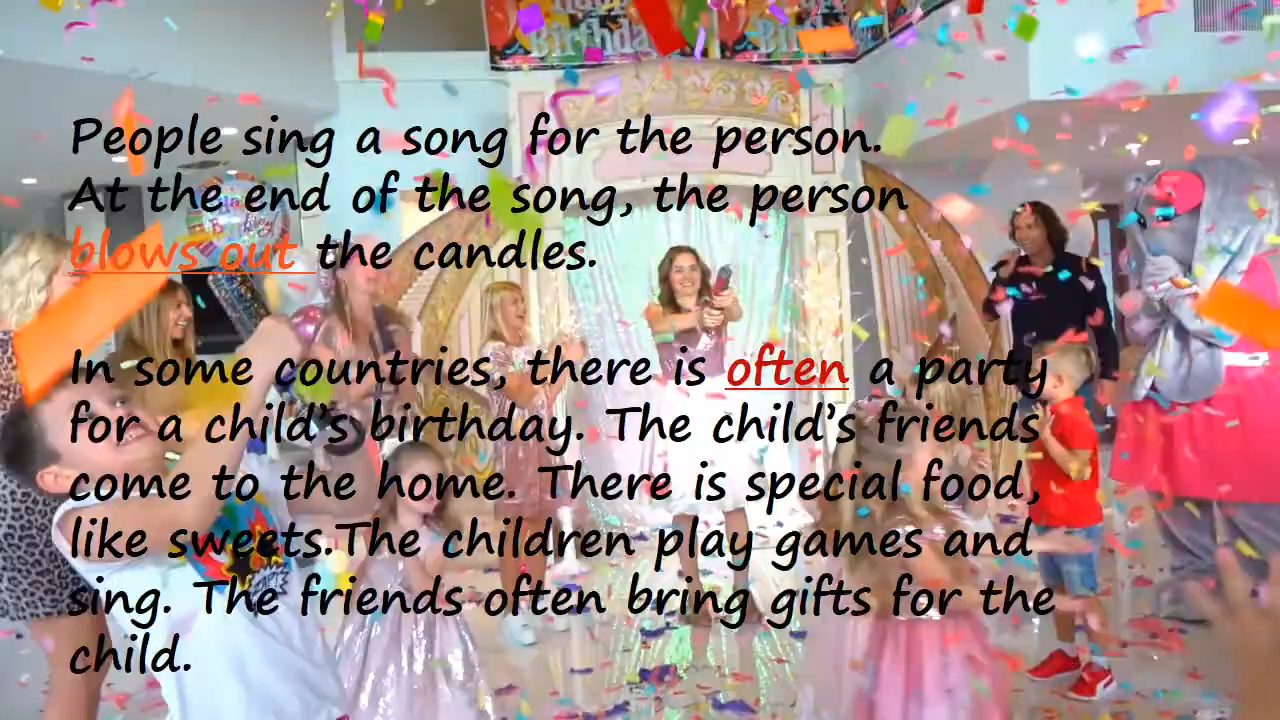 Birthday Birthday
People sing a song for the person.
At the end of the song, the person
blows out the candles.
In some countries, there is often a party
for a child’s birthday. The child’s friends
come to the home. There is special food,
like sweets.The children play games and
sing. The friends often bring gifts for the
child.